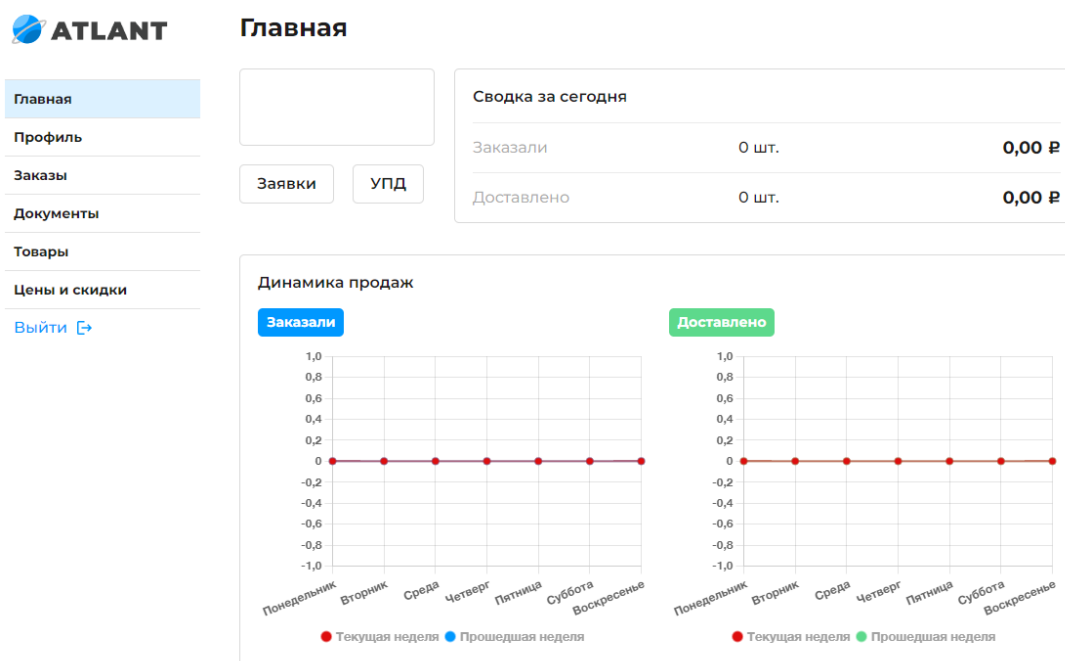 ATLANT
Главная
Главная
Профиль
Заказы
Документы
Товары
Цены и скидки
Выйти
Заявки
УПД
Сводка за сегодня
Заказали 0 шт. 0,00 ₽
Доставлено 0 шт. 0,00 ₽
Динамика продаж
Заказали
1,0
0,8
0,6
0,4
0,2
0
-0,2
-0,4
-0,6
-0,8
-1,0
Понедельник Вторник Среда Четверг Пятница Суббота Воскресенье
Текущая неделя Прошедшая неделя
Доставлено
1,0
0,8
0,6
0,4
0,2
0
-0,2
-0,4
-0,6
-0,8
-1,0
Понедельник Вторник Среда Четверг Пятница Суббота Воскресенье
Текущая неделя Прошедшая неделя